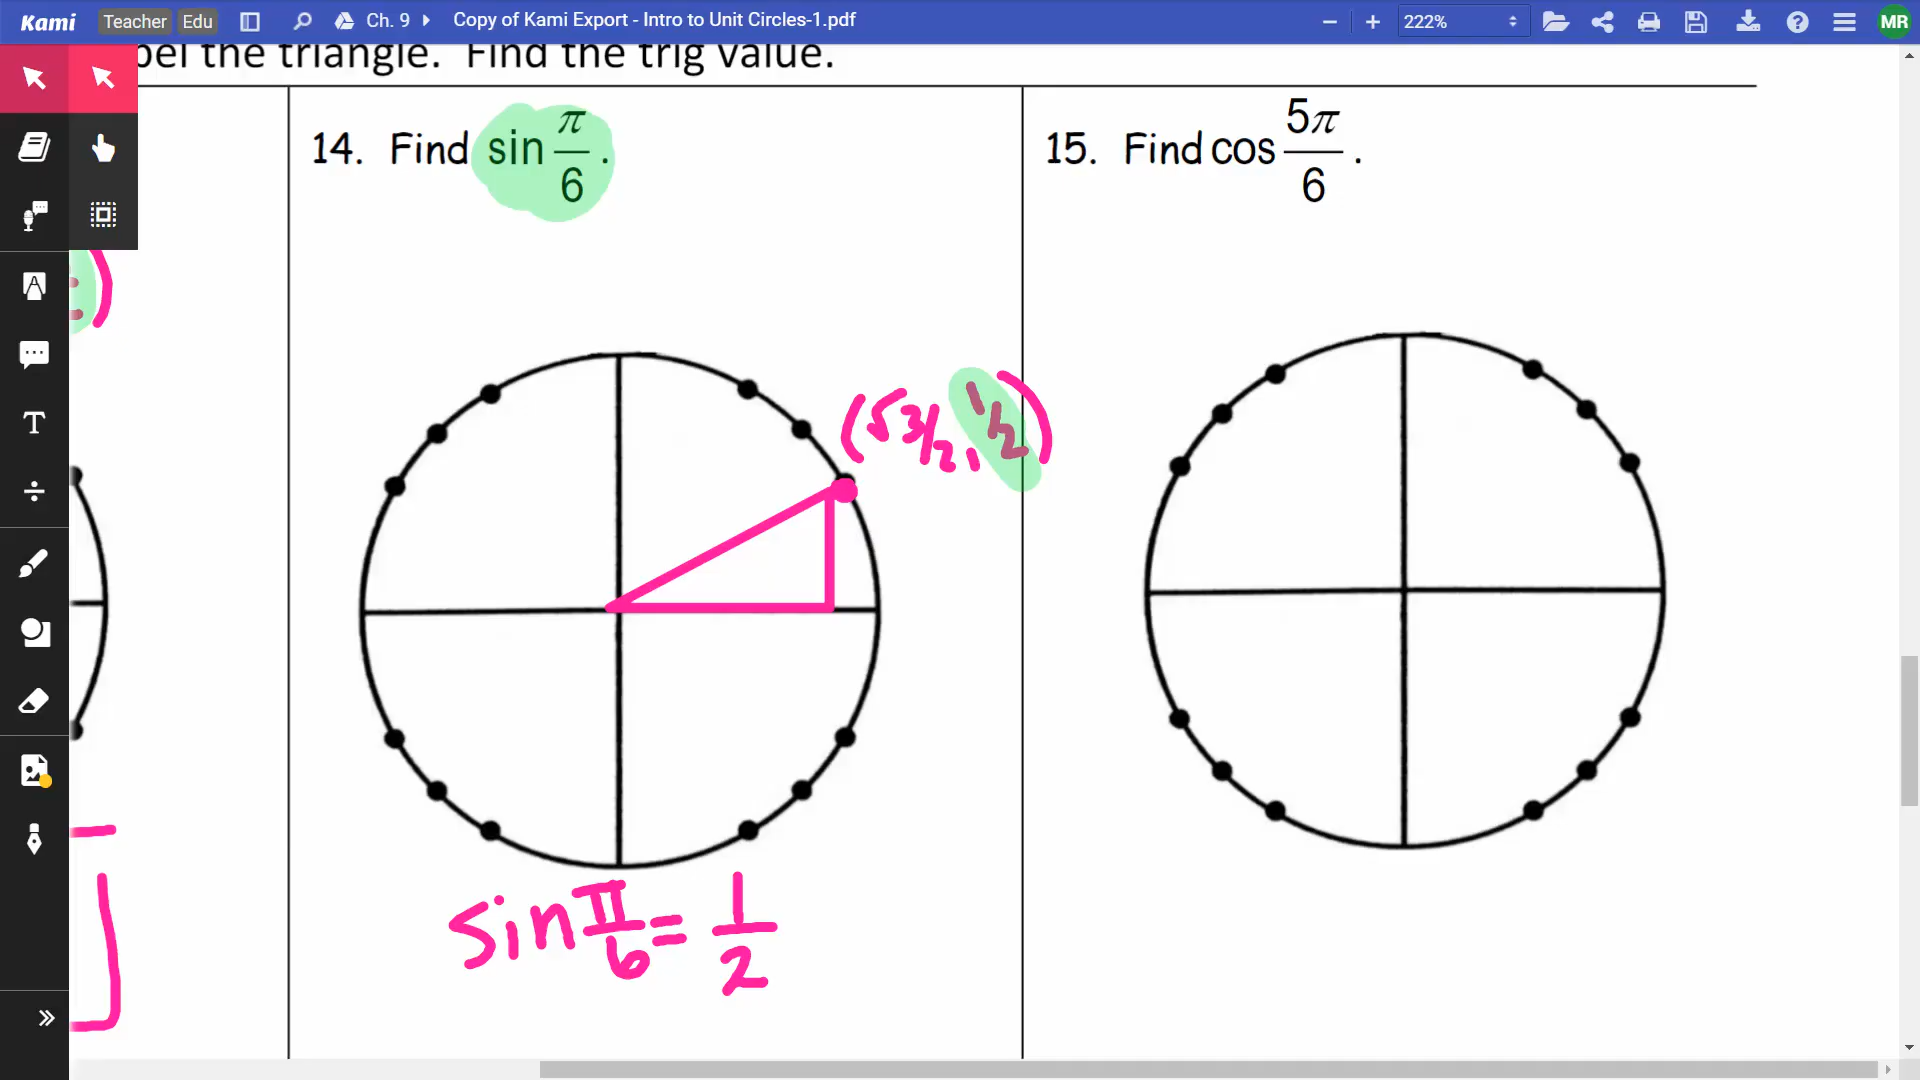 Kami Teacher Edu Ch. 9 Copy of Kami Export - Intro to Unit Circles-1.pdf 222% MR
bel the triangle. Find the trig value.
14. Find sin π/6.
(√3/2, 1/2)
sin π/6 = 1/2
15. Find cos 5π/6.